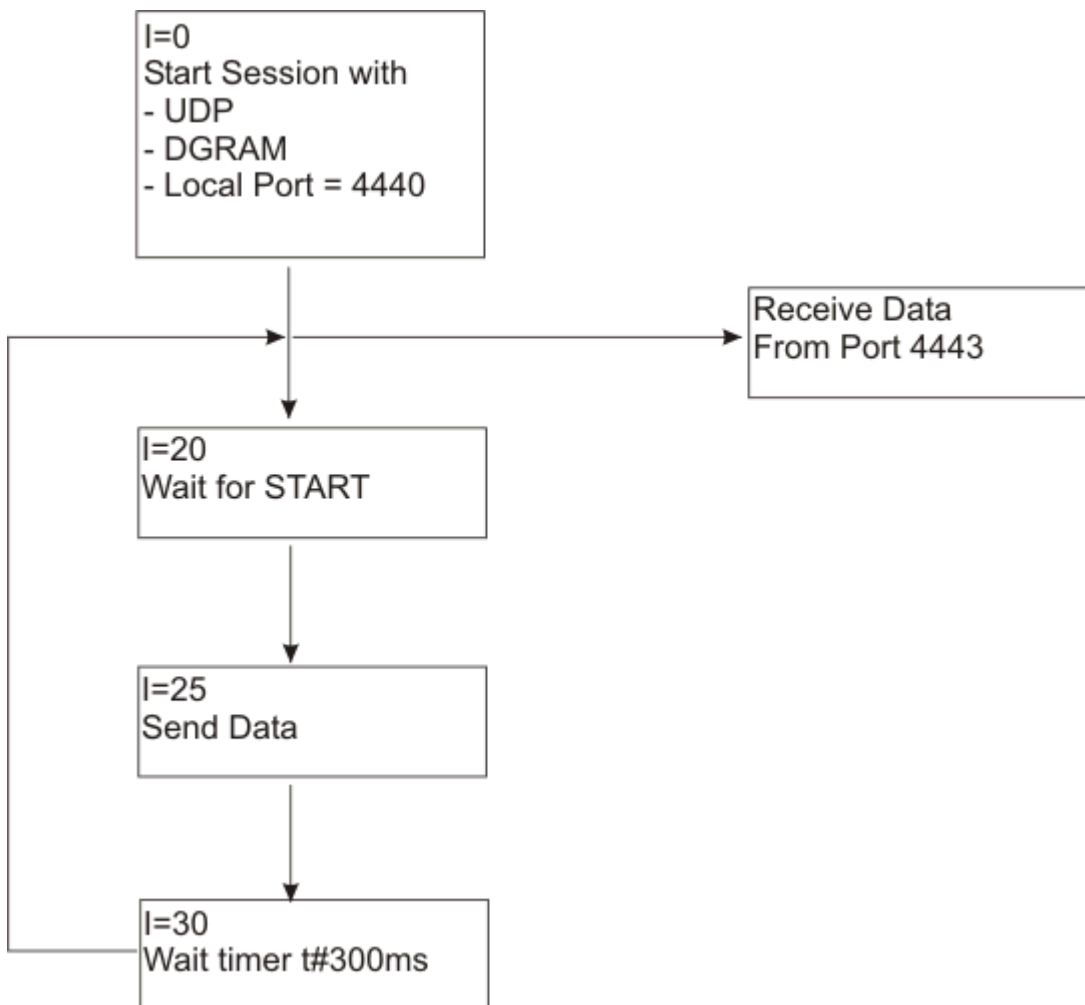 I=0
Start Session with
- UDP
- DGRAM
- Local Port = 4440
Receive Data
From Port 4443
I=20
Wait for START
I=25
Send Data
I=30
Wait timer t#300ms